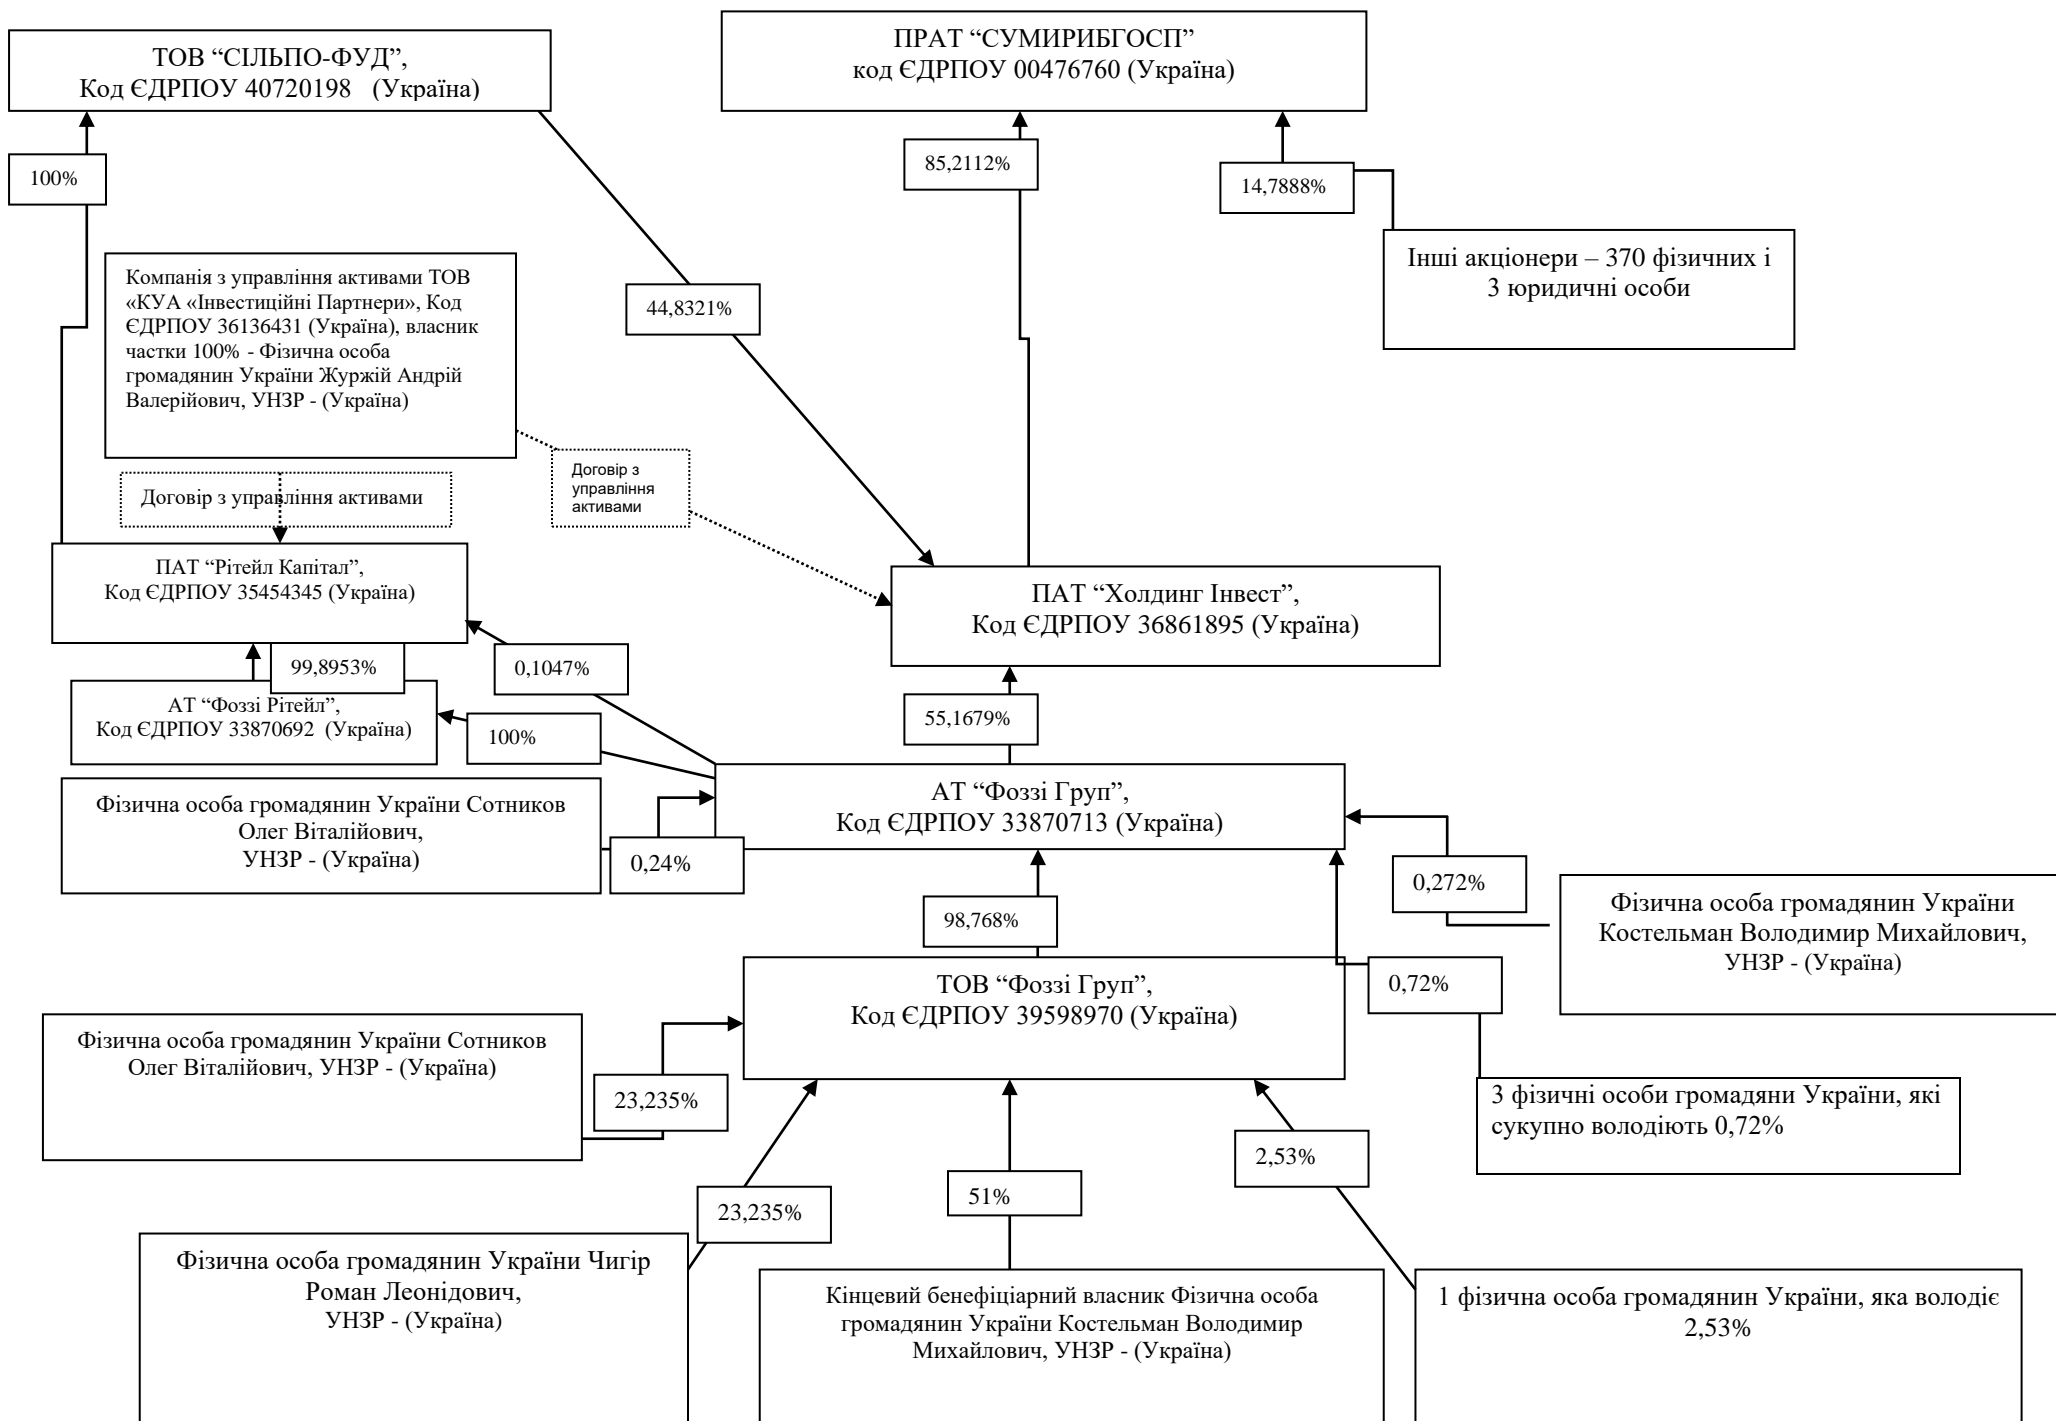 ТОВ “СІЛЬПО-ФУД”,
Код ЄДРПОУ 40720198 (Україна)
ПРАТ “СУМИРИБГОСП”
код ЄДРПОУ 00476760 (Україна)
100%
85,2112%
14,7888%
Інші акціонери – 370 фізичних і
3 юридичні особи
Компанія з управління активами ТОВ
«КУА «Інвестиційні Партнери», Код
ЄДРПОУ 36136431 (Україна), власник
частки 100% - Фізична особа
громадянин України Журжій Андрій
Валерійович, УНЗР - (Україна)
44,8321%
Договір з
управління
активами
Договір з управління активами
ПАТ “Рітейл Капітал”,
Код ЄДРПОУ 35454345 (Україна)
ПАТ “Холдинг Інвест”,
Код ЄДРПОУ 36861895 (Україна)
99,8953%
0,1047%
АТ “Фоззі Рітейл”,
Код ЄДРПОУ 33870692 (Україна)
100%
55,1679%
АТ “Фоззі Груп”,
Код ЄДРПОУ 33870713 (Україна)
Фізична особа громадянин України Сотников
Олег Віталійович,
УНЗР - (Україна)
0,24%
0,272%
98,768%
Фізична особа громадянин України
Костельман Володимир Михайлович,
УНЗР - (Україна)
ТОВ “Фоззі Груп”,
Код ЄДРПОУ 39598970 (Україна)
0,72%
Фізична особа громадянин України Сотников
Олег Віталійович, УНЗР - (Україна)
23,235%
3 фізичні особи громадяни України, які
сукупно володіють 0,72%
2,53%
51%
23,235%
Фізична особа громадянин України Чигір
Роман Леонідович,
УНЗР - (Україна)
Кінцевий бенефіціарний власник Фізична особа
громадянин України Костельман Володимир
Михайлович, УНЗР - (Україна)
1 фізична особа громадянин України, яка володіє
2,53%